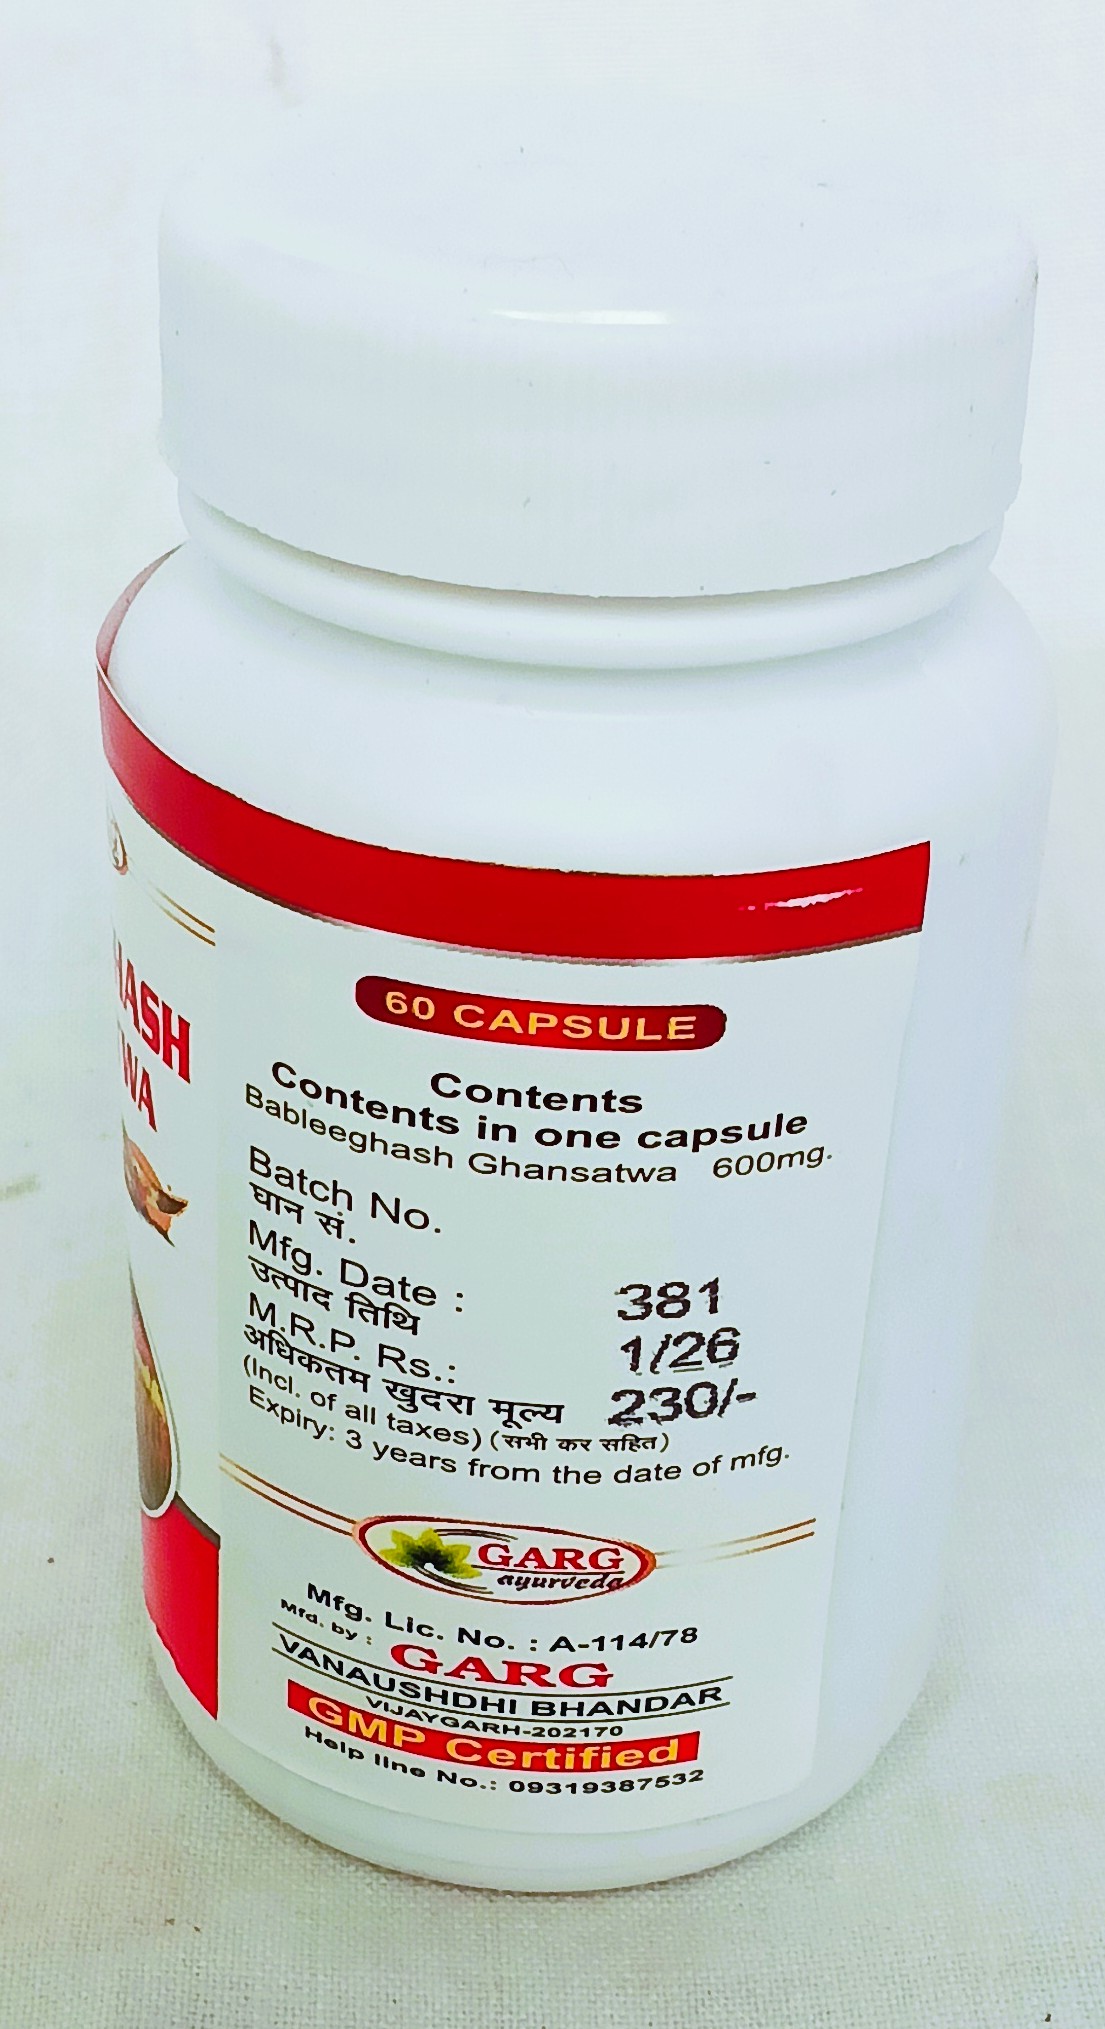 HASH
WA
60 CAPSULE
Contents
Contents in one capsule
Bableeghash Ghansatwa 600mg.
Batch No.
घान सं.
381
Mfg. Date :
उत्पाद तिथि
1/26
M.R.P. Rs.:
अधिकतम खुदरा मूल्य 230/-
(Incl. of all taxes) (सभी कर सहित)
Expiry: 3 years from the date of mfg.
GARG
ayurveda
Mfg. Lic. No. : A-114/78
Mfd. by :
GARG
VANAUSHDHI BHANDAR
VIJAYGARH-202170
GMP Certified
Help line No.: 09319387532